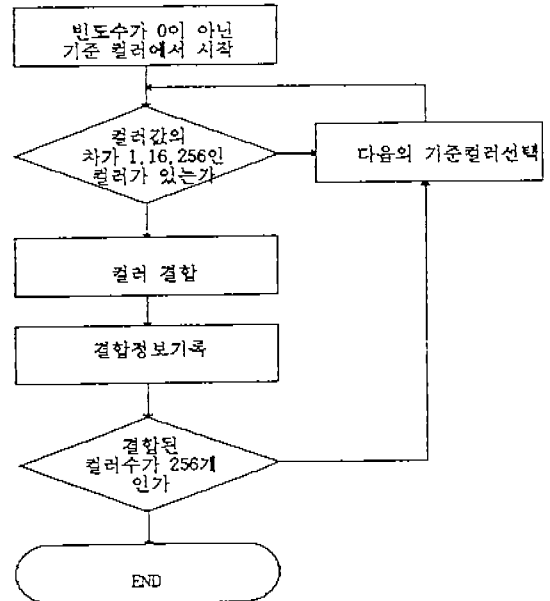 빈도수가 0이 아닌
기준 컬러에서 시작
컬러값의
차가 1.16.256인
컬러가 있는가
다음의 기준컬러선택
컬러 결합
결합정보기록
결합된
컬러수가 256개
인가
END